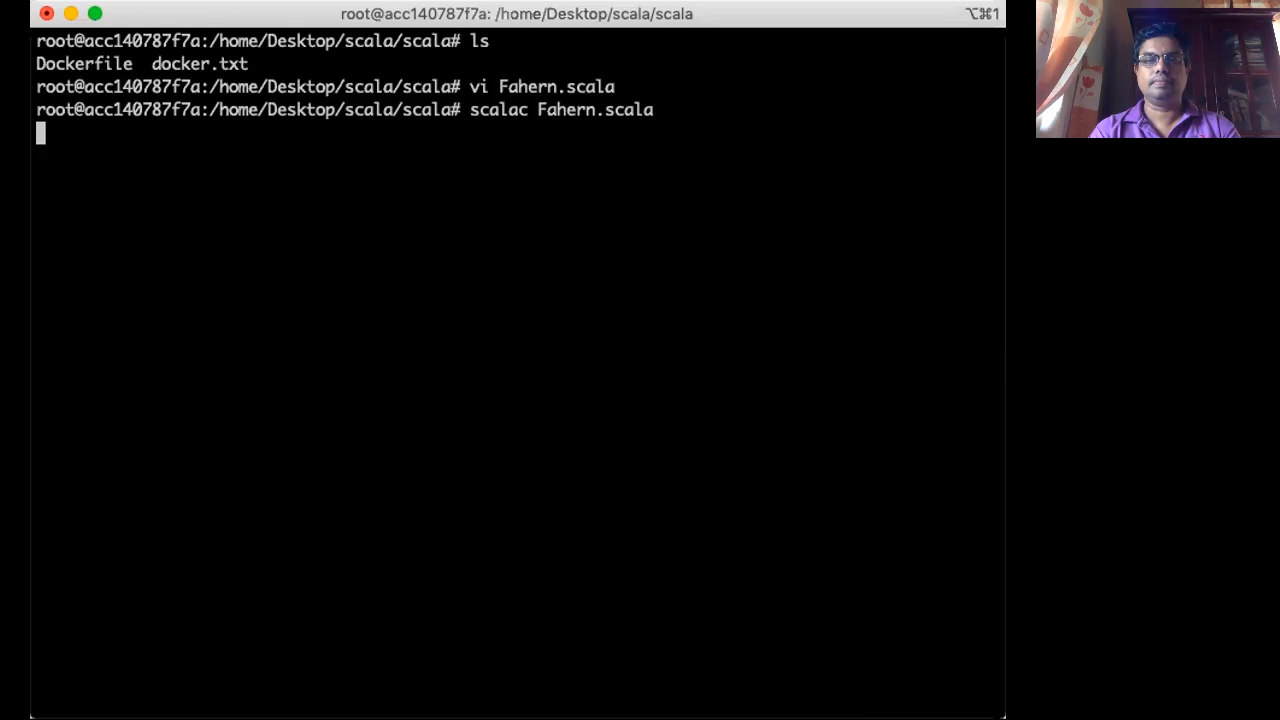 root@acc140787f7a: /home/Desktop/scala/scala
⌥⌘1
root@acc140787f7a:/home/Desktop/scala/scala# ls
Dockerfile  docker.txt
root@acc140787f7a:/home/Desktop/scala/scala# vi Fahern.scala
root@acc140787f7a:/home/Desktop/scala/scala# scalac Fahern.scala